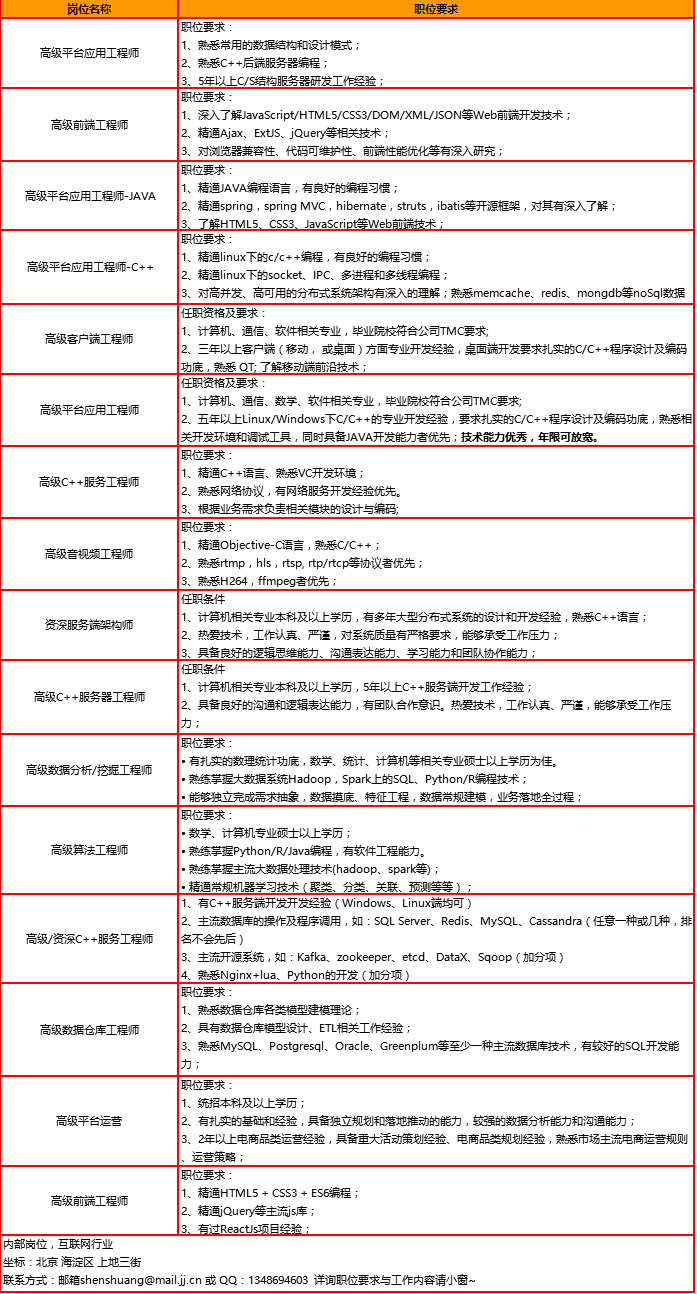 岗位名称 职位要求
高级平台应用工程师
职位要求：
1、熟悉常用的数据结构和设计模式；
2、熟悉C++后端服务器编程；
3、5年以上C/S结构服务器研发工作经验；
高级前端工程师
职位要求：
1、深入了解JavaScript/HTML5/CSS3/DOM/XML/JSON等Web前端开发技术；
2、精通Ajax、ExtJS、jQuery等相关技术；
3、对浏览器兼容性、代码可维护性、前端性能优化等有深入研究；
高级平台应用工程师-JAVA
职位要求：
1、精通JAVA编程语言，有良好的编程习惯；
2、精通spring，spring MVC，hibernate，struts，ibatis等开源框架，对其有深入了解；
3、了解HTML5、CSS3、JavaScript等Web前端技术；
高级平台应用工程师-C++
职位要求：
1、精通linux下的c/c++编程，有良好的编程习惯；
2、精通linux下的socket、IPC、多进程和多线程编程；
3、对高并发、高可用的分布式系统架构有深入的理解；熟悉memcache、redis、mongdb等noSql数据
高级客户端工程师
任职资格及要求：
1、计算机、通信、软件相关专业，毕业院校符合公司TMC要求;
2、三年以上客户端（移动， 或桌面）方面专业开发经验，桌面端开发要求扎实的C/C++程序设计及编码
功底，熟悉 QT; 了解移动端前沿技术；
高级平台应用工程师
任职资格及要求：
1、计算机、通信、数学、软件相关专业，毕业院校符合公司TMC要求;
2、五年以上Linux/Windows下C/C++的专业开发经验，要求扎实的C/C++程序设计及编码功底，熟悉相
关开发环境和调试工具，同时具备JAVA开发能力者优先；技术能力优秀，年限可放宽。
高级C++服务工程师
职位要求：
1、精通C++语言、熟悉VC开发环境；
2、熟悉网络协议，有网络服务开发经验优先。
3、根据业务需求负责相关模块的设计与编码;
高级音视频工程师
职位要求：
1、精通Objective-C语言，熟悉C/C++；
2、熟悉rtmp，hls，rtsp, rtp/rtcp等协议者优先；
3、熟悉H264，ffmpeg者优先；
资深服务端架构师
任职条件
1、计算机相关专业本科及以上学历，有多年大型分布式系统的设计和开发经验，熟悉C++语言；
2、热爱技术，工作认真、严谨，对系统质量有严格要求，能够承受工作压力；
3、具备良好的逻辑思维能力、沟通表达能力、学习能力和团队协作能力；
高级C++服务器工程师
任职条件
1、计算机相关专业本科及以上学历，5年以上C++服务端开发工作经验；
2、具备良好的沟通和逻辑表达能力，有团队合作意识。热爱技术，工作认真、严谨，能够承受工作压
力；
高级数据分析/挖掘工程师
职位要求：
• 有扎实的数理统计功底，数学、统计、计算机等相关专业硕士以上学历为佳。
• 熟练掌握大数据系统Hadoop，Spark上的SQL、Python/R编程技术；
• 能够独立完成需求抽象，数据摸底、特征工程，数据常规建模，业务落地全过程；
高级算法工程师
职位要求：
• 数学、计算机专业硕士以上学历；
• 熟练掌握Python/R/Java编程，有软件工程能力。
• 熟练掌握主流大数据处理技术(hadoop、spark等)；
• 精通常规机器学习技术（聚类、分类、关联、预测等等）；
高级/资深C++服务工程师
1、有C++服务端开发开发经验（Windows、Linux端均可）
2、主流数据库的操作及程序调用，如：SQL Server、Redis、MySQL、Cassandra（任意一种或几种，排
名不会先后）
3、主流开源系统，如：Kafka、zookeeper、etcd、DataX、Sqoop（加分项）
4、熟悉Nginx+lua、Python的开发（加分项）
高级数据仓库工程师
职位要求：
1、熟悉数据仓库各类模型建模理论；
2、具有数据仓库模型设计、ETL相关工作经验；
3、熟悉MySQL、Postgresql、Oracle、Greenplum等至少一种主流数据库技术，有较好的SQL开发能
力；
高级平台运营
职位要求：
1、统招本科及以上学历；
2、有扎实的基础和经验，具备独立规划和落地推动的能力，较强的数据分析能力和沟通能力；
3、2年以上电商品类运营经验，具备重大活动策划经验、电商品类规划经验，熟悉市场主流电商运营规则
、运营策略；
高级前端工程师
职位要求：
1、精通HTML5 + CSS3 + ES6编程；
2、精通jQuery等主流js库；
3、有过ReactJs项目经验；
内部岗位，互联网行业
坐标：北京 海淀区 上地三街
联系方式：邮箱shenshuang@mail.jj.cn 或 QQ：1348694603 详询职位要求与工作内容请小窗~